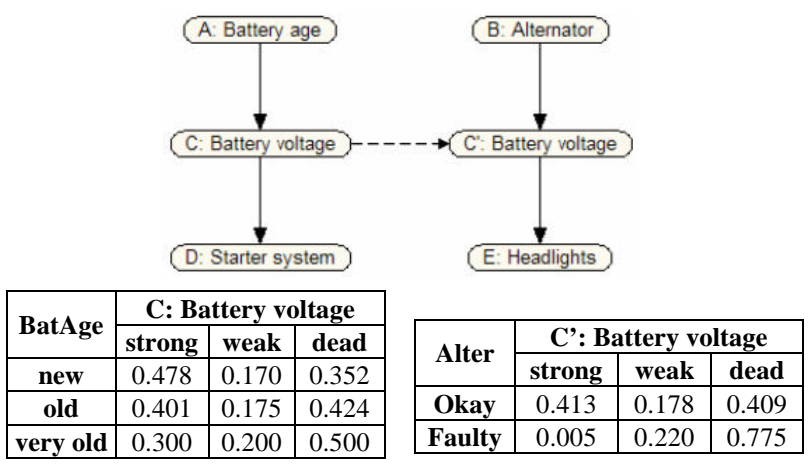 A: Battery age
B: Alternator
C: Battery voltage
C': Battery voltage
D: Starter system
E: Headlights
BatAge C: Battery voltage
strong weak dead
new 0.478 0.170 0.352
old 0.401 0.175 0.424
very old 0.300 0.200 0.500
Alter C’: Battery voltage
strong weak dead
Okay 0.413 0.178 0.409
Faulty 0.005 0.220 0.775